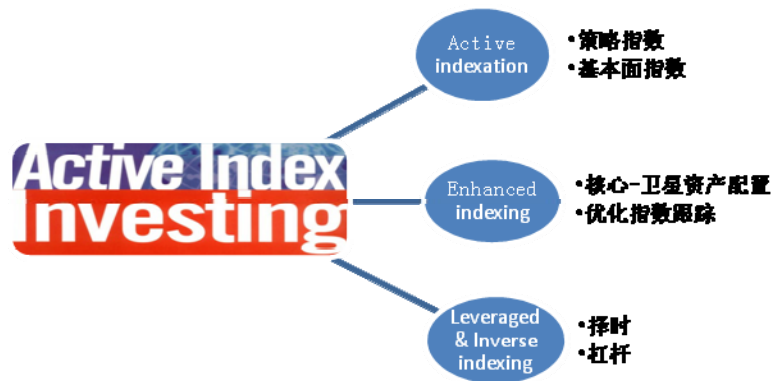 Active Index
Investing
Active
indexation
•策略指数
•基本面指数
Enhanced
indexing
•核心-卫星资产配置
•优化指数跟踪
Leveraged
& Inverse
indexing
•择时
•杠杆